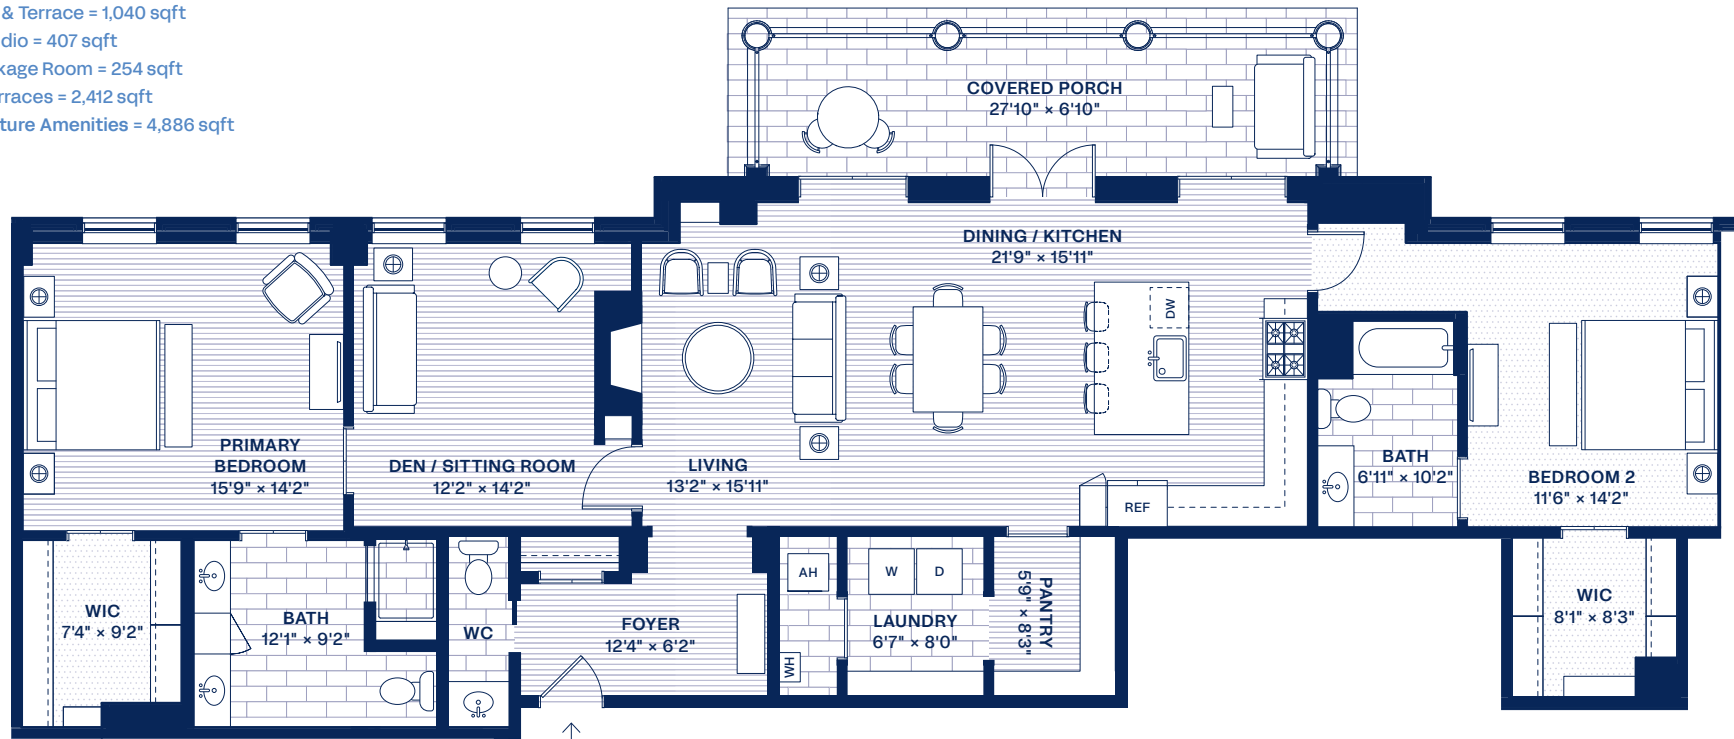 & Terrace = 1,040 sqft
dio = 407 sqft
kage Room = 254 sqft
rraces = 2,412 sqft
ture Amenities = 4,886 sqft
COVERED PORCH
27'10" × 6'10"
DINING / KITCHEN
21'9" × 15'11"
DW
PRIMARY
BEDROOM
15'9" × 14'2"
DEN / SITTING ROOM
12'2" × 14'2"
LIVING
13'2" × 15'11"
REF
BATH
6'11" × 10'2"
BEDROOM 2
11'6" × 14'2"
WIC
7'4" × 9'2"
BATH
12'1" × 9'2"
WC
FOYER
12'4" × 6'2"
AH
WH
W
D
LAUNDRY
6'7" × 8'0"
PANTRY
5'9" × 8'3"
WIC
8'1" × 8'3"